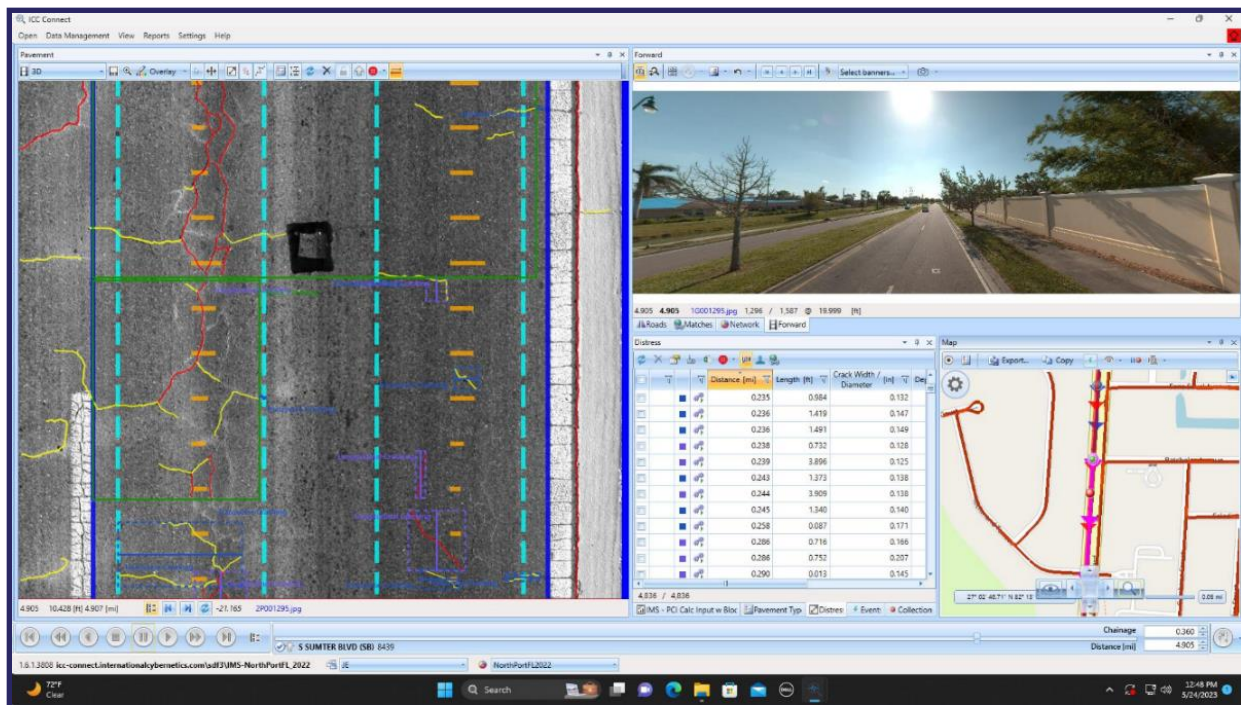 ICC Connect
Open Data Management View Reports Settings Help
Pavement
3D
Overlay
4.905 10.428 [ft] 4.907 [mi] -21.165 2P001295.jpg
Forward
Select banners...
4.905 4.905 1G001295.jpg 1,296 / 1,587 19.999 [ft]
Roads Matches Network Forward
Distress
Distance [mi] Length [ft] Crack Width / Diameter [in]
0.235 0.984 0.132
0.236 1.419 0.147
0.236 1.491 0.149
0.238 0.732 0.128
0.239 3.896 0.125
0.243 1.373 0.138
0.244 3.909 0.138
0.245 1.340 0.140
0.258 0.087 0.171
0.286 0.716 0.166
0.286 0.752 0.207
0.290 0.013 0.145
4,836 / 4,836
IMS - PCI Calc Input w Bloc Pavement Typ Distres Event: Collection
Map
Export... Copy
27° 02' 46.71" N 82° 13'
0.06 mi
S SUMTER BLVD (SB) 8439
Chainage 0.360
Distance [mi] 4.905
1.6.1.3808 icc-connect.internationalcybernetics.com\sdf3\IMS-NorthPortFL_2022 JE NorthPortFL2022
72°F
Clear
Search
DELL
12:48 PM
5/24/2023